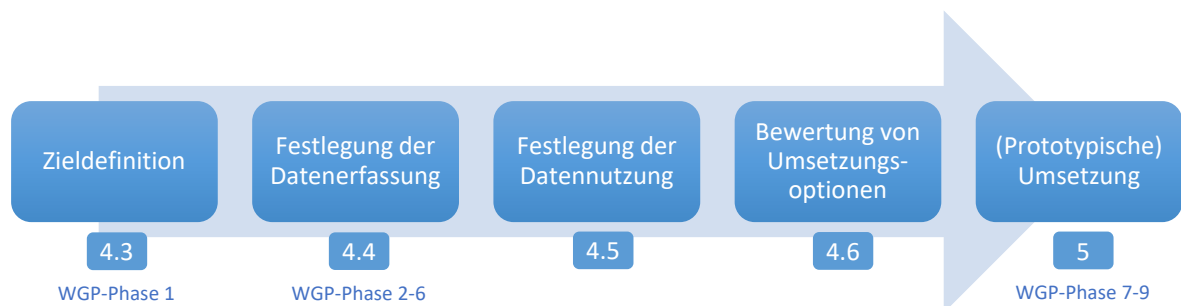 Zieldefinition
Festlegung der
Datenerfassung
Festlegung der
Datennutzung
Bewertung von
Umsetzungs-
optionen
(Prototypische)
Umsetzung
4.3
4.4
4.5
4.6
5
WGP-Phase 1
WGP-Phase 2-6
WGP-Phase 7-9